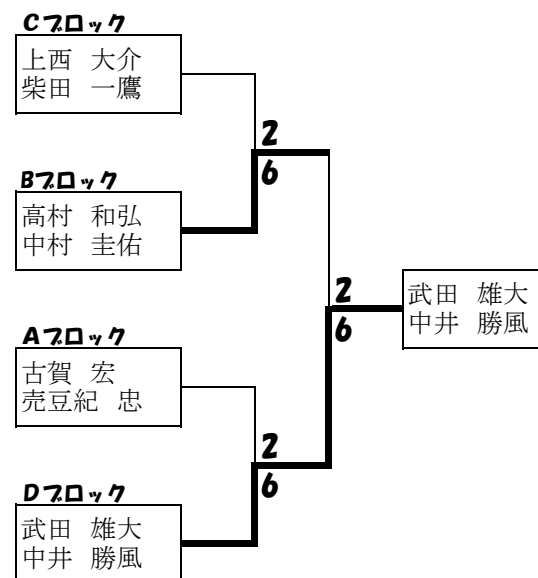 Cブロック
上西 大介
柴田 一鷹
2
6
Bブロック
高村 和弘
中村 圭佑
2
6
武田 雄大
中井 勝風
Aブロック
古賀 宏
売豆紀 忠
2
6
Dブロック
武田 雄大
中井 勝風